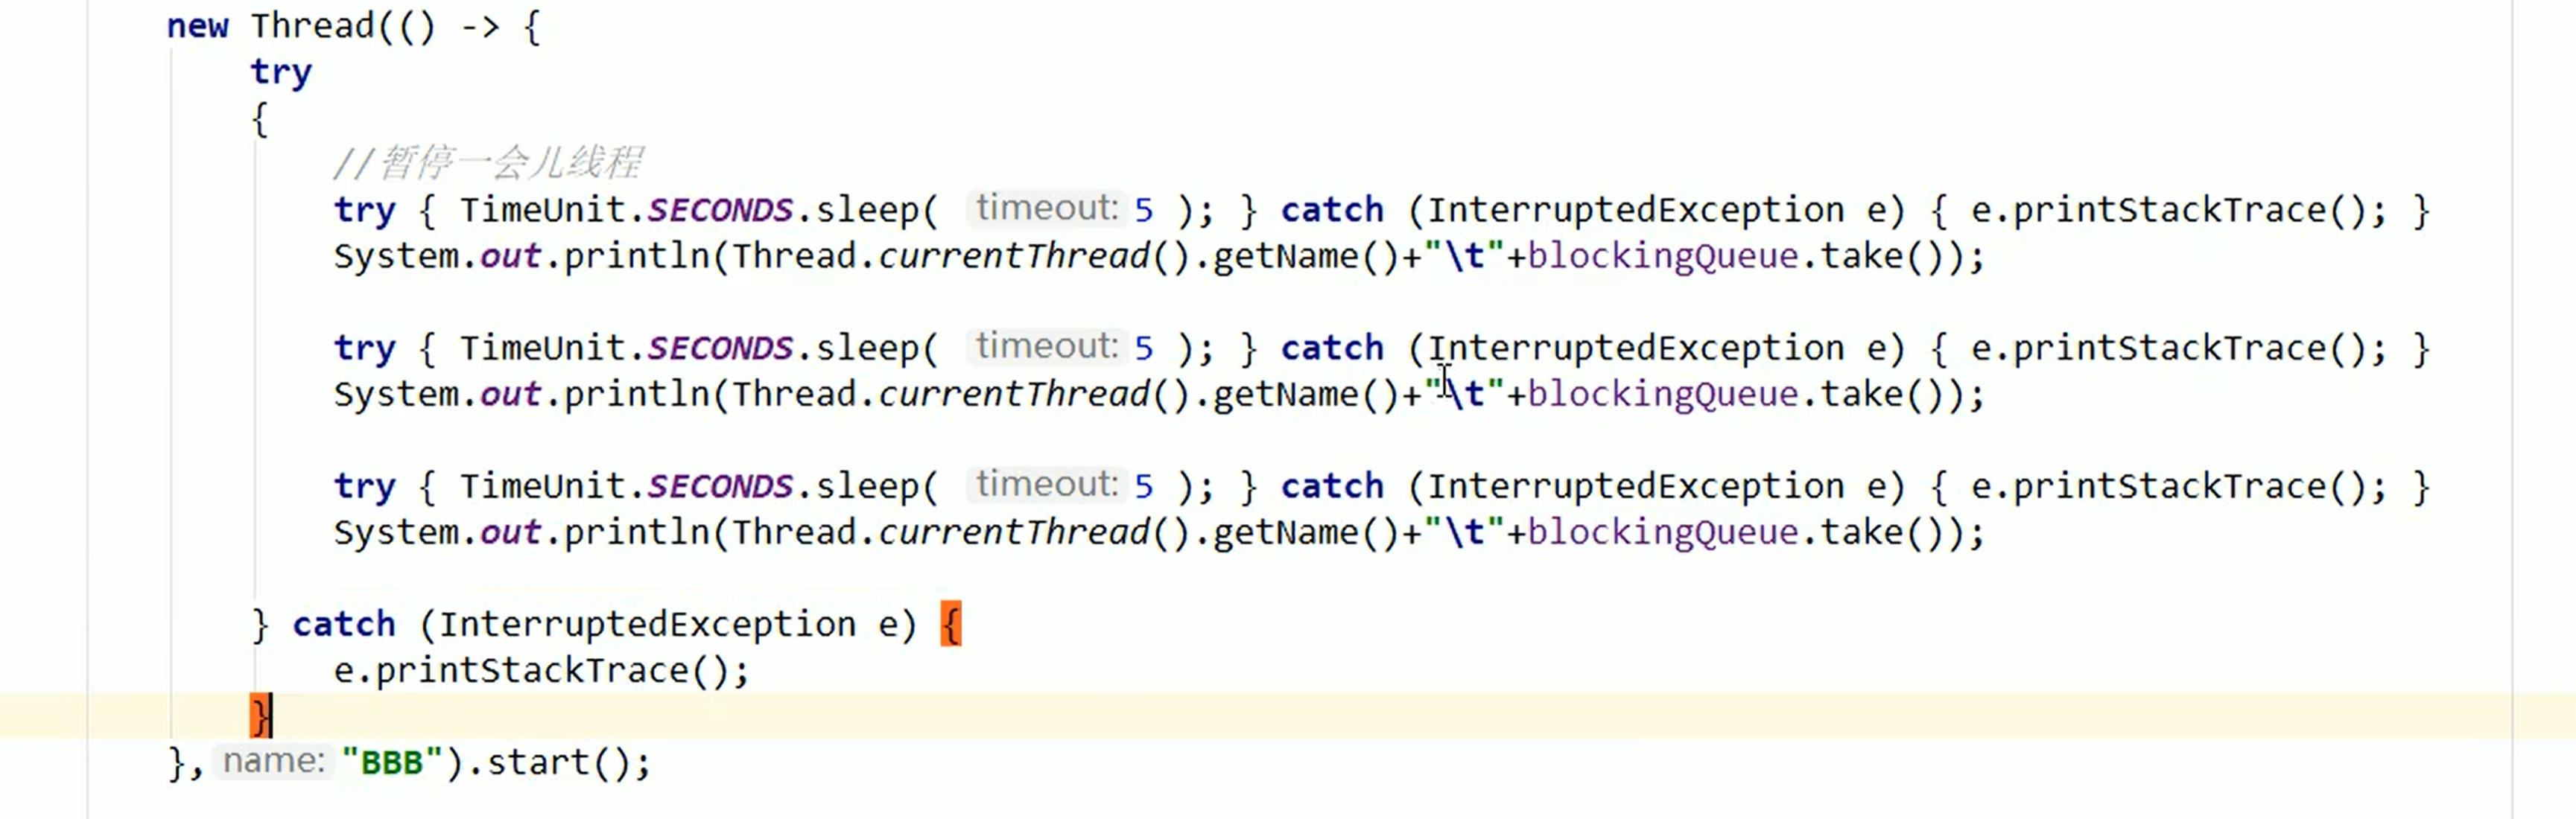 new Thread(() -> {
try
{
//暂停一会儿线程
try { TimeUnit.SECONDS.sleep( timeout: 5 ); } catch (InterruptedException e) { e.printStackTrace(); }
System.out.println(Thread.currentThread().getName()+"\t"+blockingQueue.take());
try { TimeUnit.SECONDS.sleep( timeout: 5 ); } catch (InterruptedException e) { e.printStackTrace(); }
System.out.println(Thread.currentThread().getName()+"\t"+blockingQueue.take());
try { TimeUnit.SECONDS.sleep( timeout: 5 ); } catch (InterruptedException e) { e.printStackTrace(); }
System.out.println(Thread.currentThread().getName()+"\t"+blockingQueue.take());
} catch (InterruptedException e) {
e.printStackTrace();
}
}, name: "BBB").start();